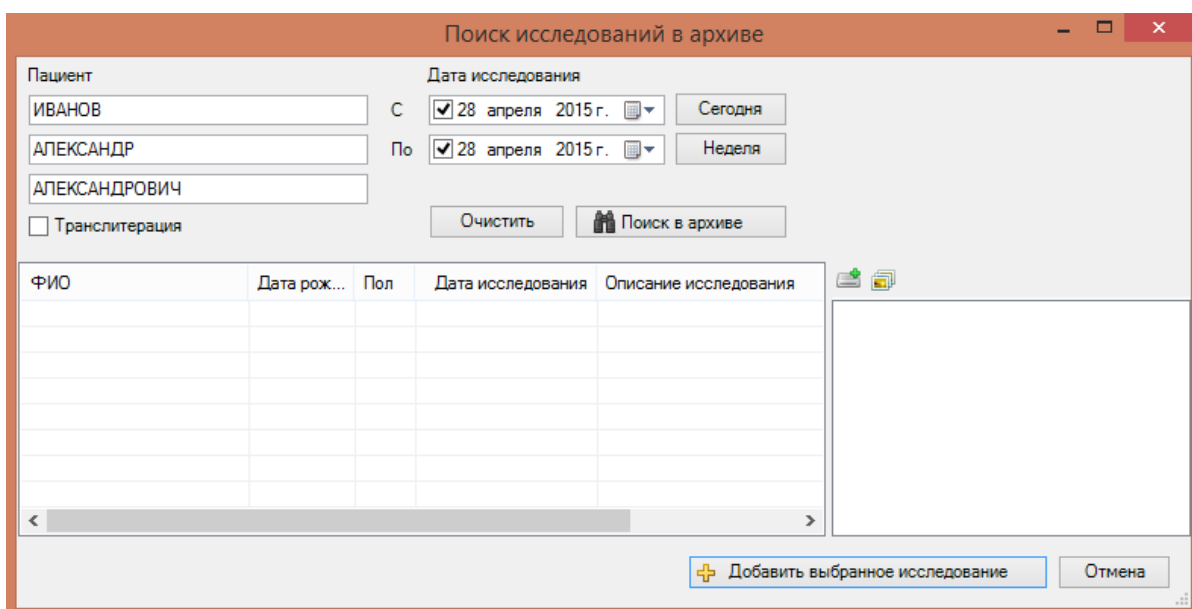 Поиск исследований в архиве
Пациент Дата исследования
ИВАНОВ С 28 апреля 2015 г. Сегодня
АЛЕКСАНДР По 28 апреля 2015 г. Неделя
АЛЕКСАНДРОВИЧ
Транслитерация Очистить Поиск в архиве
ФИО Дата рож... Пол Дата исследования Описание исследования
Добавить выбранное исследование Отмена